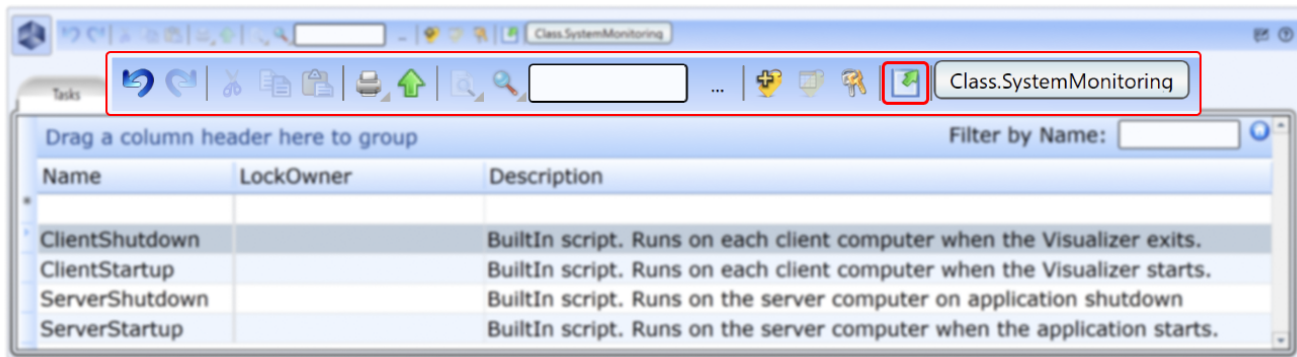 Class.SystemMonitoring
Tasks
... Class.SystemMonitoring
Drag a column header here to group Filter by Name:
Name LockOwner Description
ClientShutdown BuiltIn script. Runs on each client computer when the Visualizer exits.
ClientStartup BuiltIn script. Runs on each client computer when the Visualizer starts.
ServerShutdown BuiltIn script. Runs on the server computer on application shutdown
ServerStartup BuiltIn script. Runs on the server computer when the application starts.